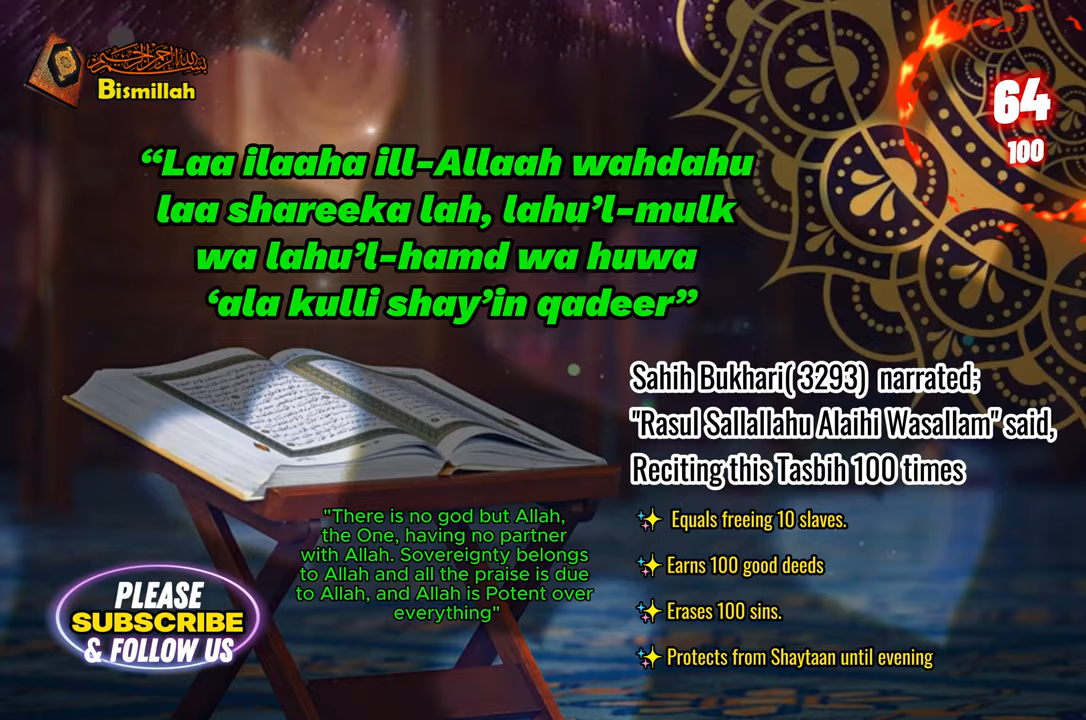 بسم الله الرحمن الرحيم
Bismillah
64
100
“Laa ilaaha ill-Allaah wahdahu
laa shareeka lah, lahu’l-mulk
wa lahu’l-hamd wa huwa
‘ala kulli shay’in qadeer”
Sahih Bukhari(3293) narrated;
"Rasul Sallallahu Alaihi Wasallam" said,
Reciting this Tasbih 100 times
Equals freeing 10 slaves.
Earns 100 good deeds
Erases 100 sins.
Protects from Shaytaan until evening
"There is no god but Allah,
the One, having no partner
with Allah. Sovereignty belongs
to Allah and all the praise is due
to Allah, and Allah is Potent over
everything"
PLEASE
SUBSCRIBE
& FOLLOW US